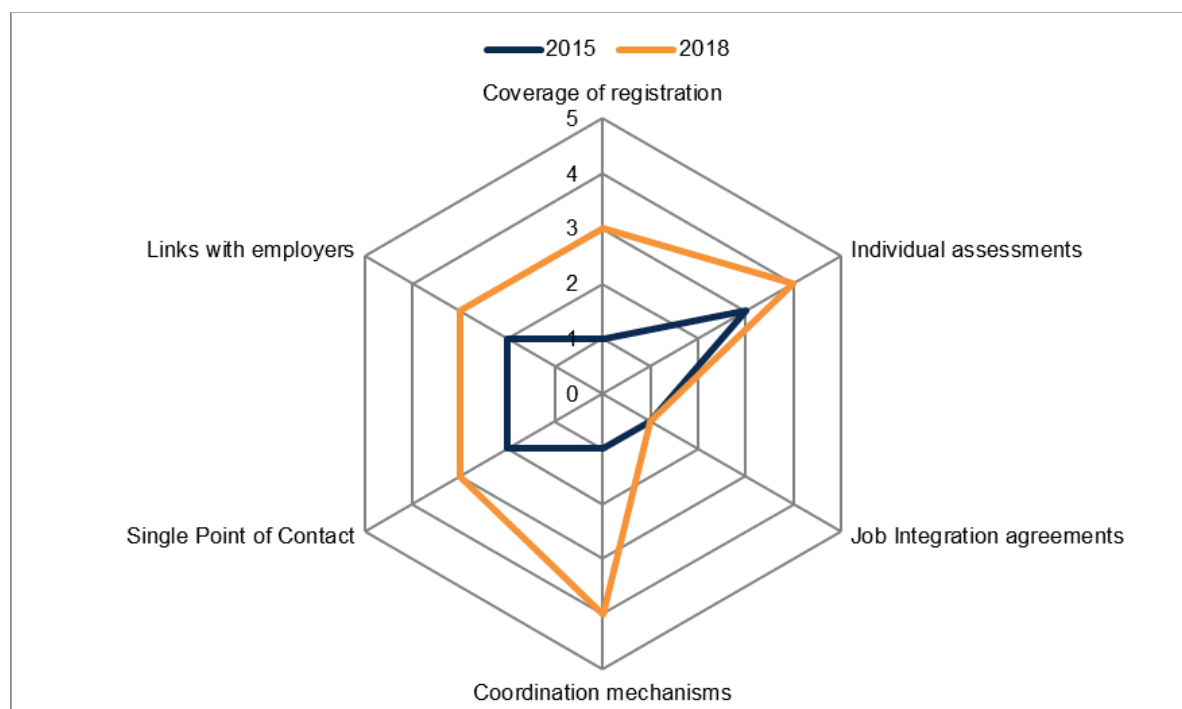 2015 2018
Coverage of registration
5
4
3
2
1
0
Links with employers
Individual assessments
Single Point of Contact
Job Integration agreements
Coordination mechanisms